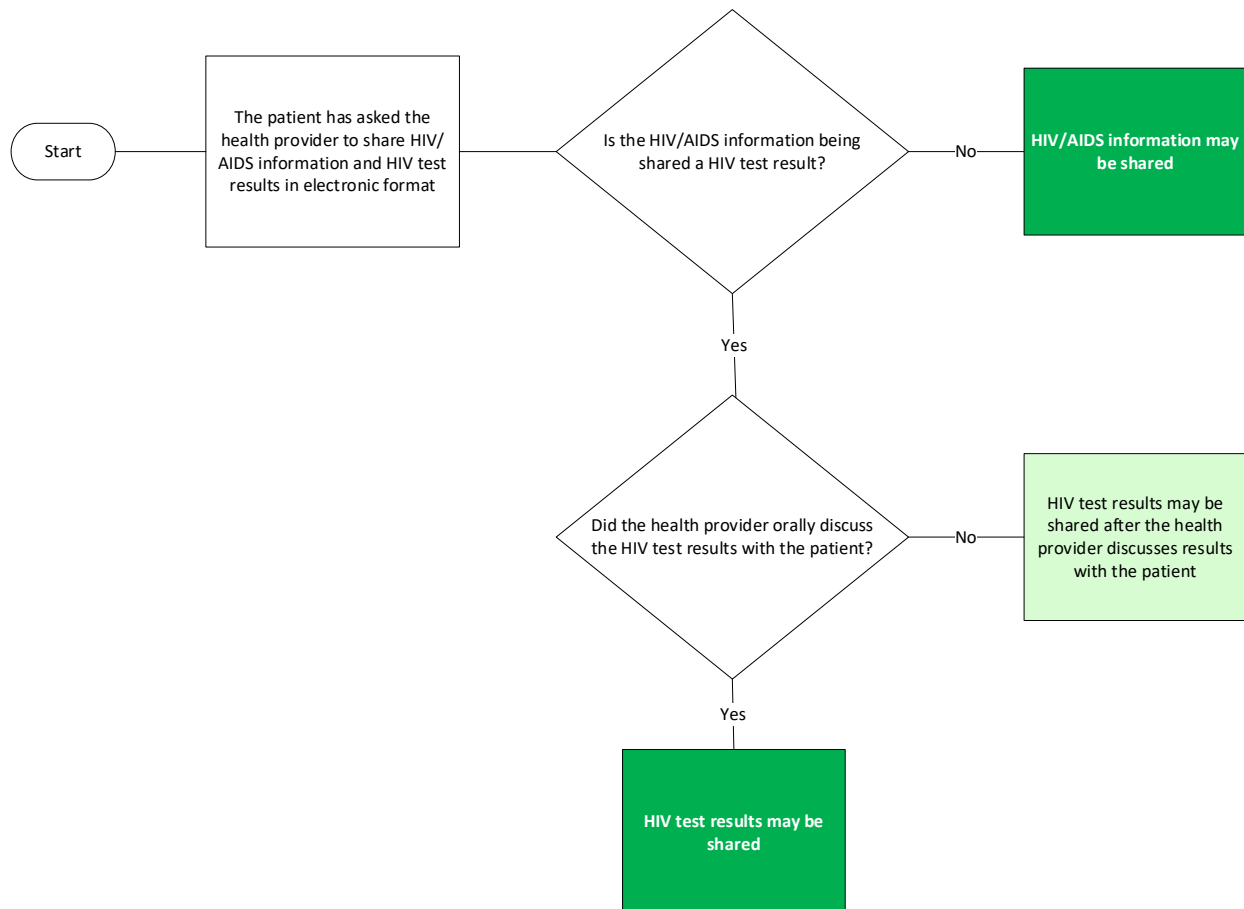 Start
The patient has asked the
health provider to share HIV/
AIDS information and HIV test
results in electronic format
Is the HIV/AIDS information being
shared a HIV test result?
No
HIV/AIDS information may
be shared
Yes
Did the health provider orally discuss
the HIV test results with the patient?
No
HIV test results may be
shared after the health
provider discusses results
with the patient
Yes
HIV test results may be
shared